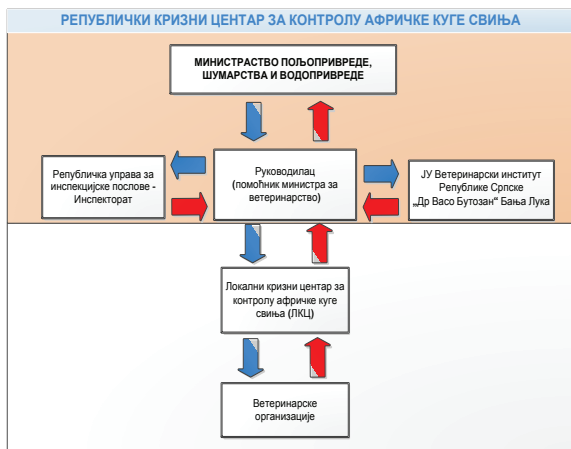 РЕПУБЛИЧКИ КРИЗНИ ЦЕНТАР ЗА КОНТРОЛУ АФРИЧКЕ КУГЕ СВИЊА
МИНИСТРАСТВО ПОЉОПРИВРЕДЕ,
ШУМАРСТВА И ВОДОПРИВРЕДЕ
Републичка управа за
инспекцијске послове -
Инспекторат
Руководилац
(помоћник министра за
ветеринарство)
ЈУ Ветеринарски институт
Републике Српске
„Др Васо Бутозан“ Бања Лука
Локални кризни центар за
контролу афричке куге
свиња (ЛКЦ)
Ветеринарске
организације